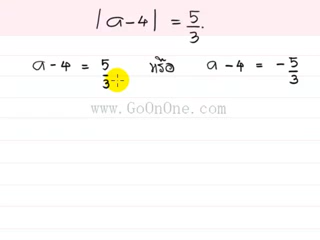 |a-4| = 5/3.
a - 4 = 5/3 หรือ a - 4 = -5/3
www.GoOnOne.com